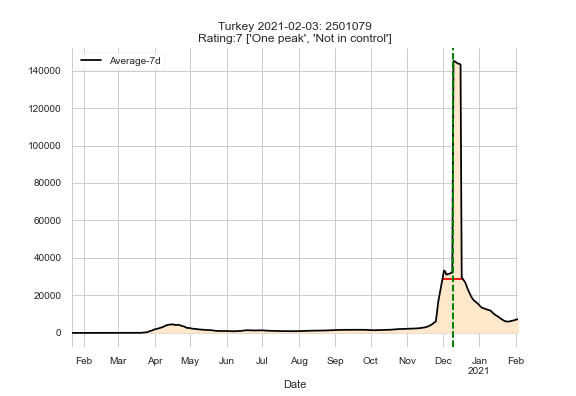 Turkey 2021-02-03: 2501079
Rating:7 ['One peak', 'Not in control']
Average-7d
140000
120000
100000
80000
60000
40000
20000
0
Feb Mar Apr May Jun Jul Aug Sep Oct Nov Dec Jan Feb
2021
Date